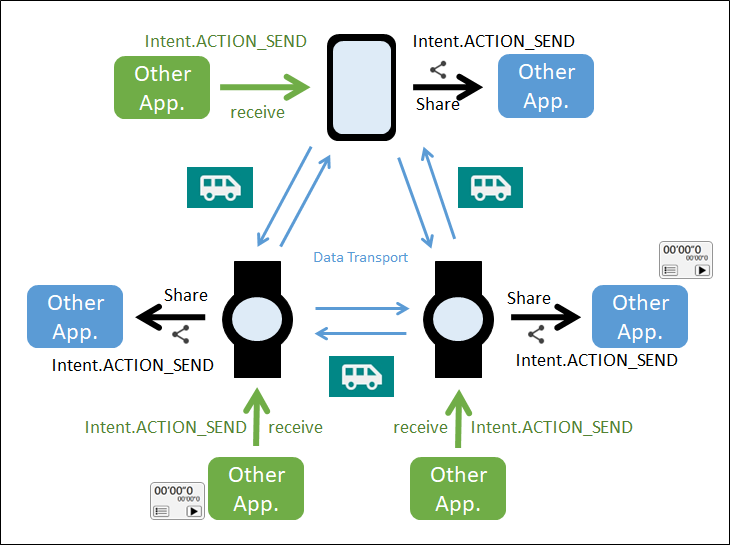 Intent.ACTION_SEND
Intent.ACTION_SEND
Other
App.
receive
Share
Other
App.
Data Transport
00'00"0
00'00"0
Other
App.
Share
Share
Other
App.
Intent.ACTION_SEND
Intent.ACTION_SEND
Intent.ACTION_SEND
receive
receive
Intent.ACTION_SEND
Other
App.
00'00"0
00'00"0
Other
App.